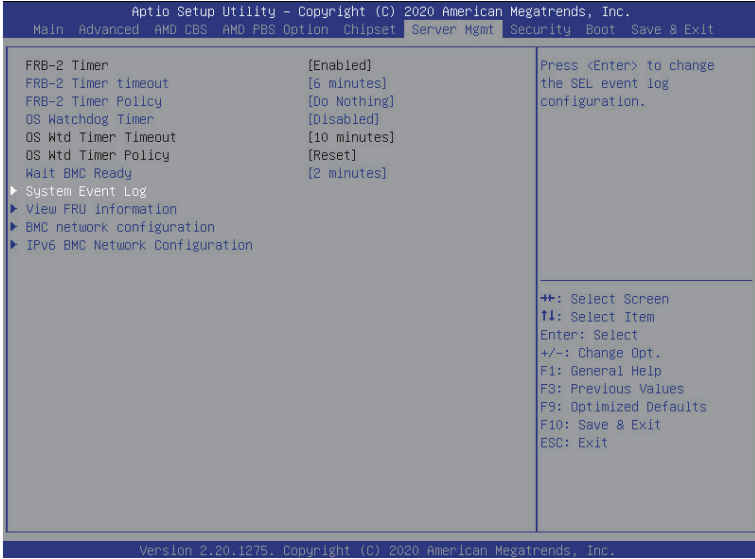 Aptio Setup Utility – Copyright (C) 2020 American Megatrends, Inc.
Main Advanced AMD CBS AMD PBS Option Chipset Server Mgmt Security Boot Save & Exit
FRB-2 Timer [Enabled]
FRB-2 Timer timeout [6 minutes]
FRB-2 Timer Policy [Do Nothing]
OS Watchdog Timer [Disabled]
OS Wtd Timer Timeout [10 minutes]
OS Wtd Timer Policy [Reset]
Wait BMC Ready [2 minutes]
System Event Log
View FRU information
BMC network configuration
IPv6 BMC Network Configuration
Press <Enter> to change
the SEL event log
configuration.
→←: Select Screen
↑↓: Select Item
Enter: Select
+/-: Change Opt.
F1: General Help
F3: Previous Values
F9: Optimized Defaults
F10: Save & Exit
ESC: Exit
Version 2.20.1275. Copyright (C) 2020 American Megatrends, Inc.